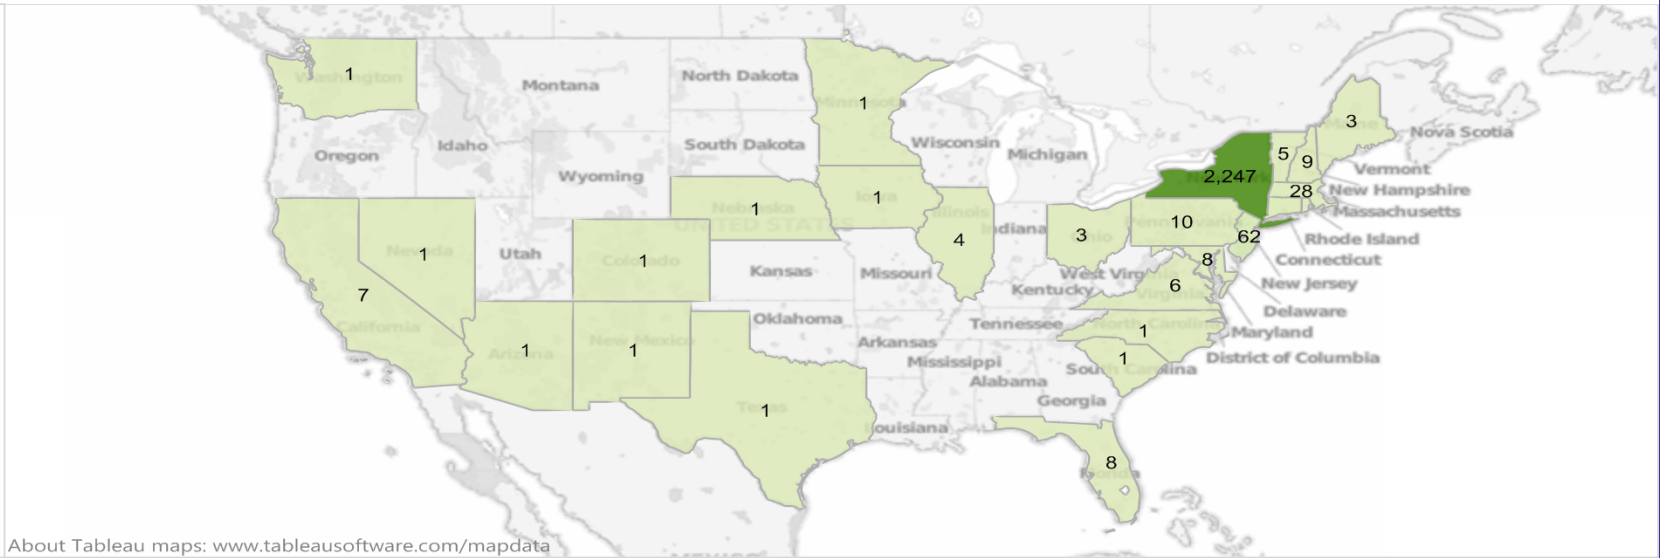 Washington
1
Montana
North Dakota
Minnesota
1
Maine
3
Nova Scotia
Oregon
Idaho
South Dakota
Wisconsin
Michigan
5
9
Vermont
Wyoming
2,247
28
New Hampshire
Nebraska
1
Iowa
1
Massachusetts
UNITED STATES
Illinois
4
Indiana
Ohio
3
Pennsylvania
10
62
Rhode Island
Nevada
1
Utah
Colorado
1
Kansas
Missouri
West Virginia
8
Connecticut
Kentucky
Virginia
6
New Jersey
7
California
Oklahoma
Tennessee
North Carolina
1
Delaware
Maryland
Arizona
1
New Mexico
1
Arkansas
Mississippi
South Carolina
1
District of Columbia
Alabama
Georgia
Texas
1
Louisiana
Florida
8
About Tableau maps: www.tableausoftware.com/mapdata
MEXICO